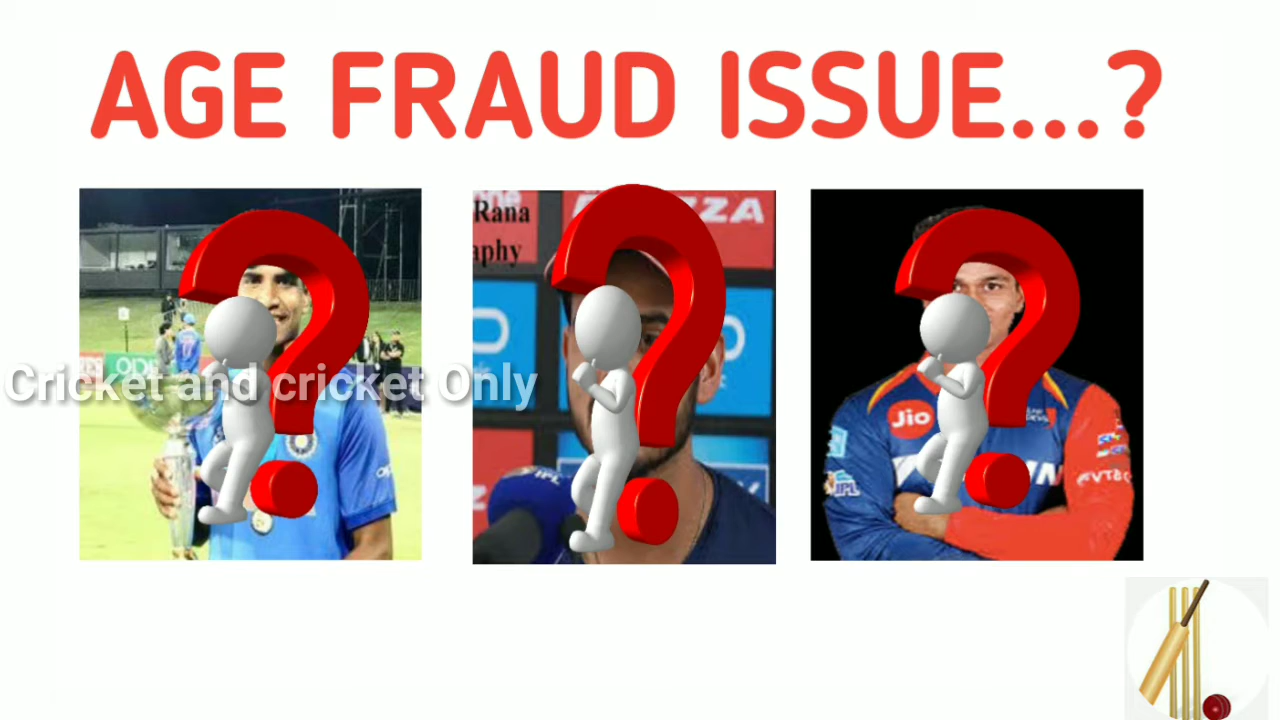 AGE FRAUD ISSUE...?
Rana
aphy
ZZA
Cricket and cricket Only
Jio
IPL